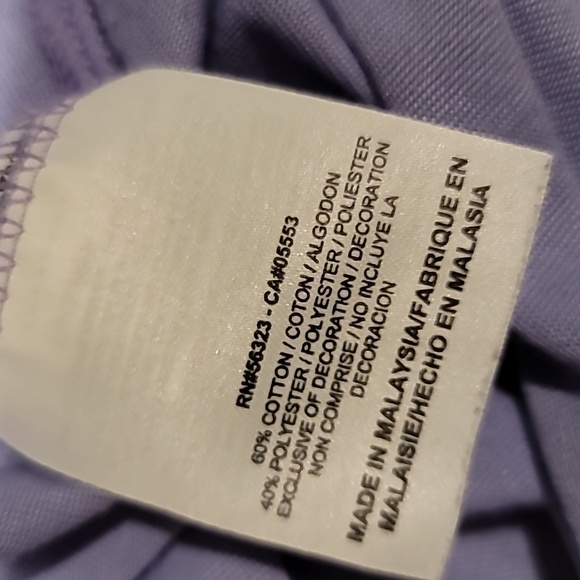 RN#56323 - CA#05553
60% COTTON / COTON / ALGODON
40% POLYESTER / POLYESTER / POLIESTER
EXCLUSIVE OF DECORATION / DECORATION
NON COMPRISE / NO INCLUYE LA
DECORACION
MADE IN MALAYSIA/FABRIQUE EN
MALAISIE/HECHO EN MALASIA